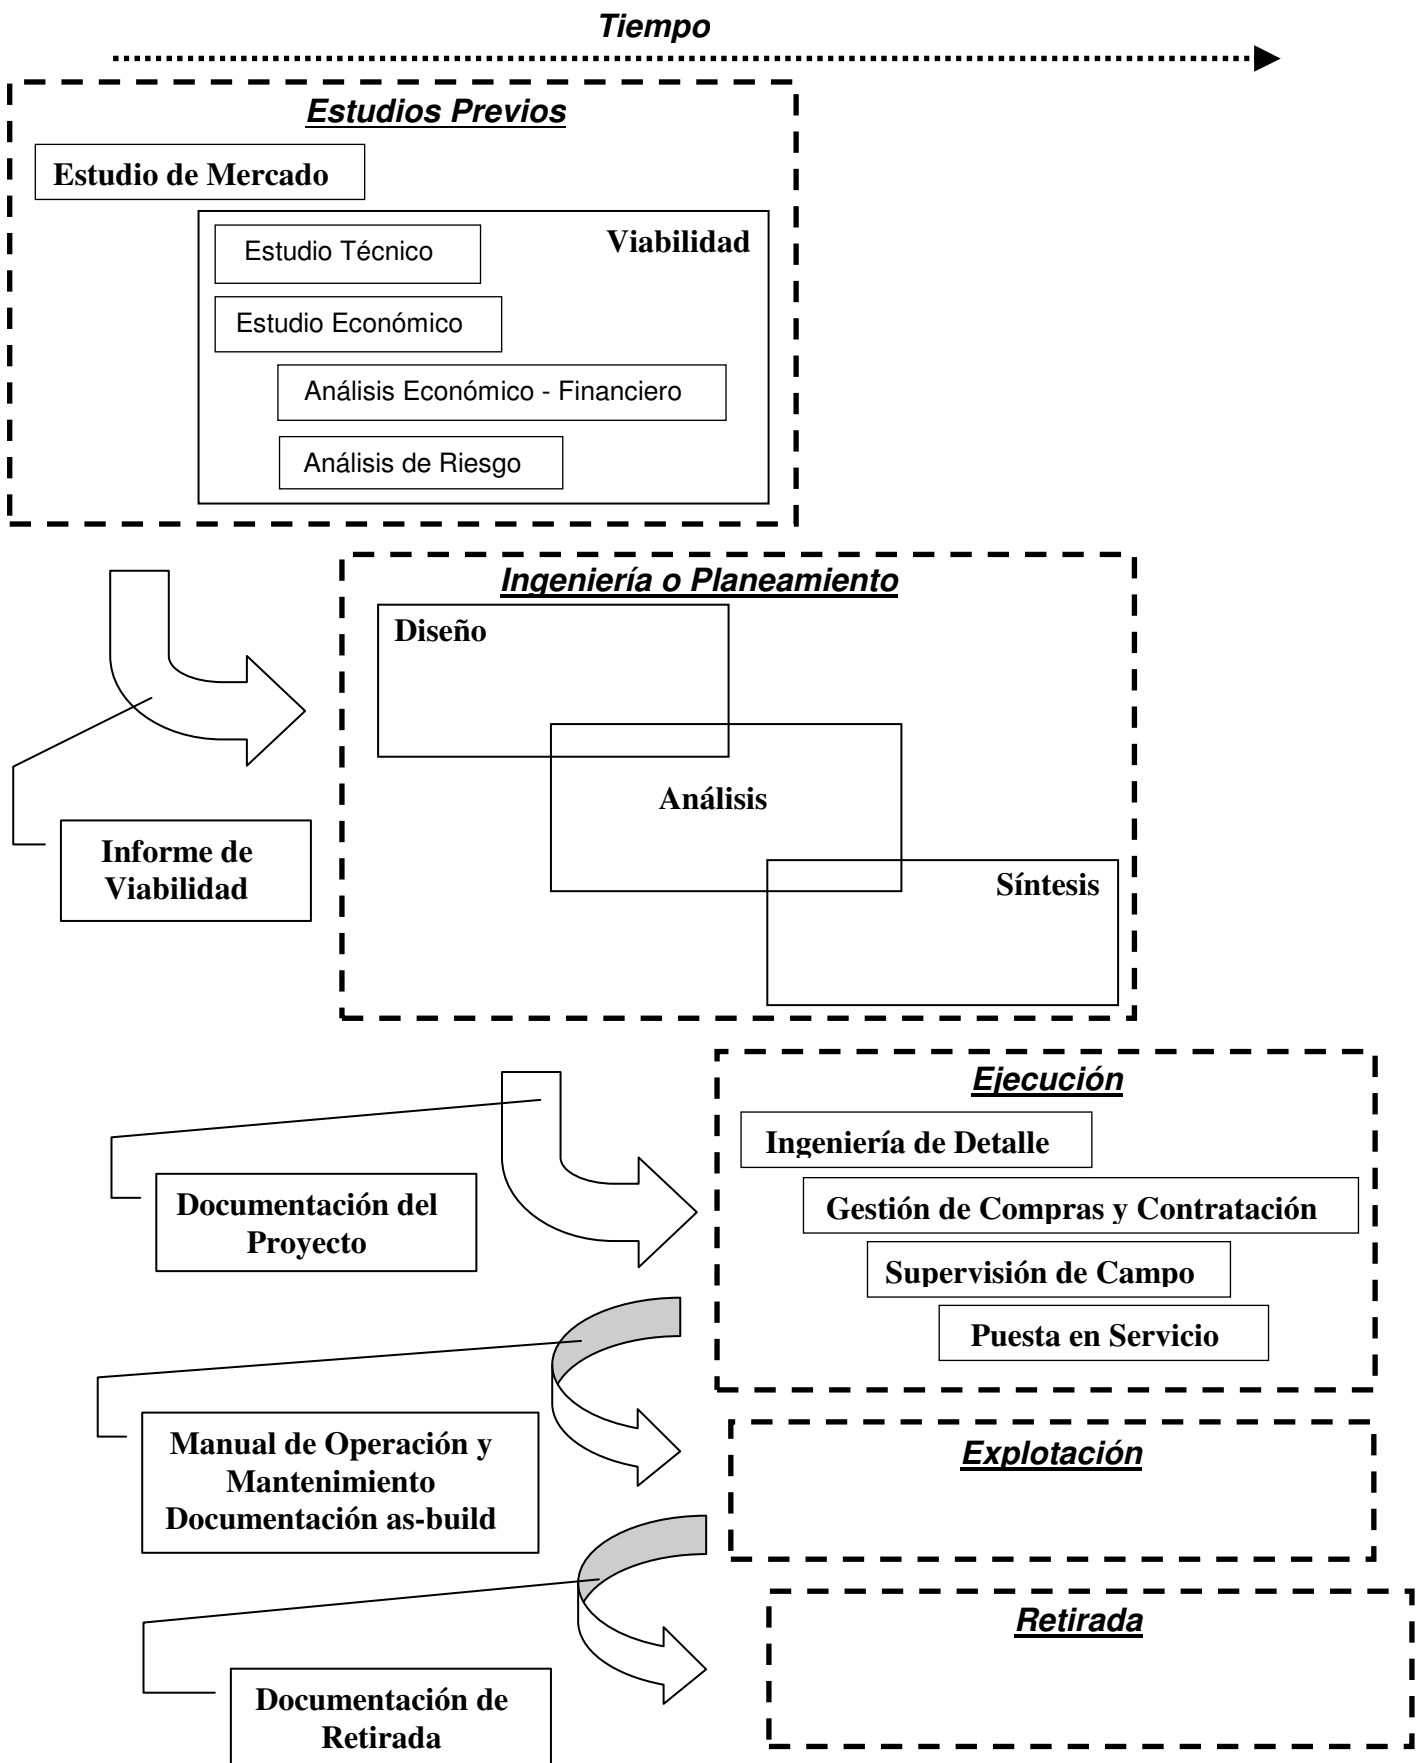 Tiempo
Estudios Previos
Estudio de Mercado
Viabilidad
Estudio Técnico
Estudio Económico
Análisis Económico - Financiero
Análisis de Riesgo
Ingeniería o Planeamiento
Diseño
Análisis
Síntesis
Informe de
Viabilidad
Ejecución
Ingeniería de Detalle
Gestión de Compras y Contratación
Supervisión de Campo
Puesta en Servicio
Documentación del
Proyecto
Explotación
Manual de Operación y
Mantenimiento
Documentación as-build
Retirada
Documentación de
Retirada